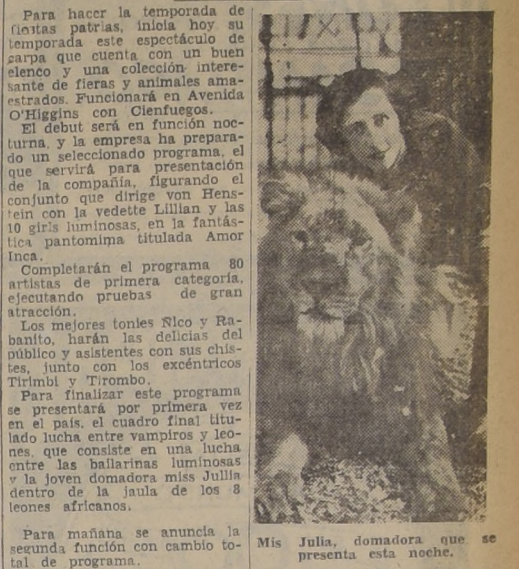 Para hacer la temporada de
fiestas patrias, inicia hoy su
temporada este espectáculo de
carpa que cuenta con un buen
elenco y una colección intere-
sante de fieras y animales ama-
estrados. Funcionará en Avenida
O'Higgins con Cienfuegos.
El debut será en función noc-
turna, y la empresa ha prepara-
do un seleccionado programa, el
que servirá para presentación
de la compañía, figurando el
conjunto que dirige von Hens-
tein con la vedette Lillian y las
10 girls luminosas, en la fantás-
tica pantomima titulada Amor
Inca.
Completarán el programa 80
artistas de primera categoría,
ejecutando pruebas de gran
atracción.
Los mejores tonies Ñico y Ra-
banito, harán las delicias del
público y asistentes con sus chis-
tes, junto con los excéntricos
Tirimbi y Tirombo.
Para finalizar este programa
se presentará por primera vez
en el país, el cuadro final titu-
lado lucha entre vampiros y leo-
nes, que consiste en una lucha
entre las bailarinas luminosas
y la joven domadora miss Jullia
dentro de la jaula de los 8
leones africanos.
Para mañana se anuncia la
segunda función con cambio to-
tal de programa.
Mis Julia, domadora que se
presenta esta noche.